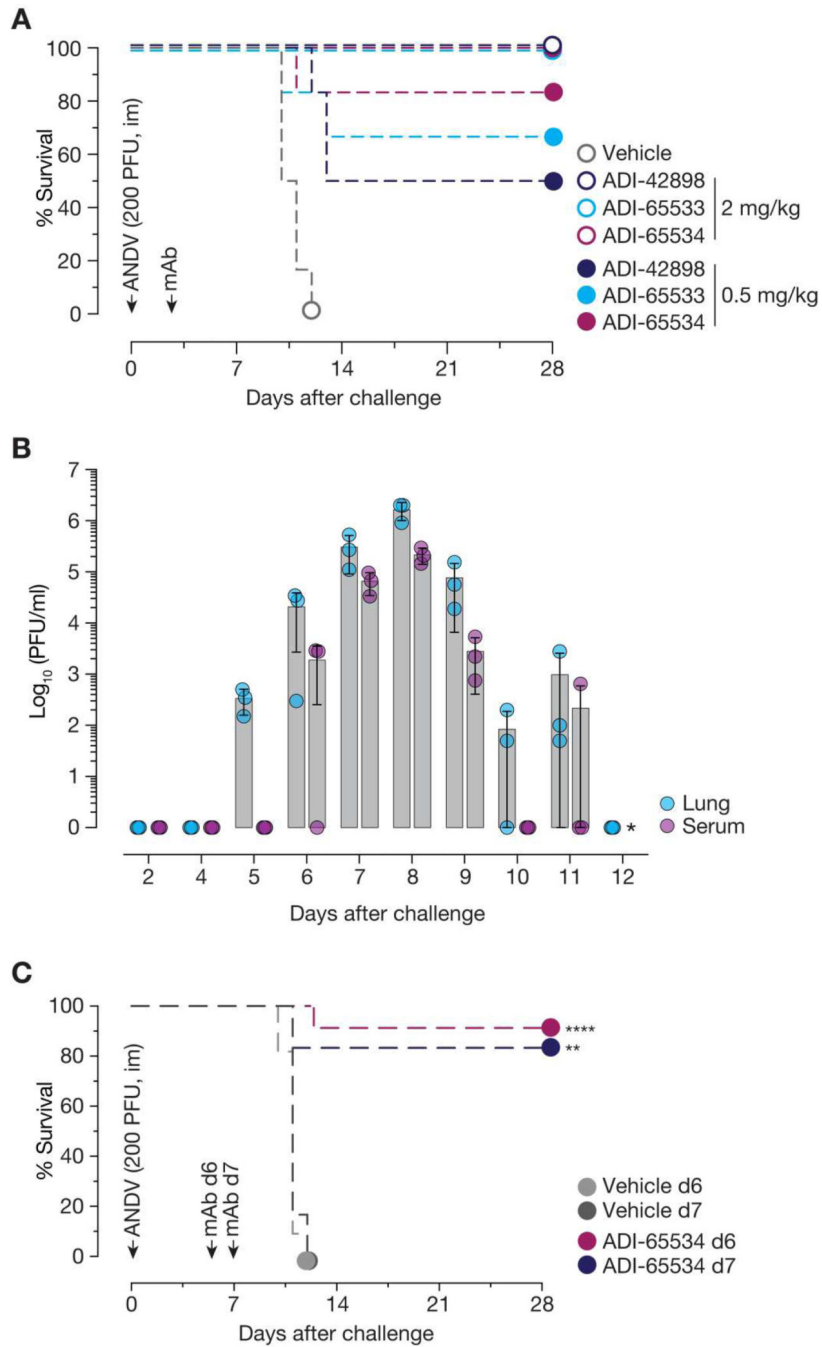 A
100
80
60
40
20
0
% Survival
ANDV (200 PFU, im)
mAb
0 7 14 21 28
Days after challenge
Vehicle
ADI-42898
ADI-65533
ADI-65534
2 mg/kg
ADI-42898
ADI-65533
ADI-65534
0.5 mg/kg
B
7
6
5
4
3
2
1
0
Log10 (PFU/ml)
*
2 4 5 6 7 8 9 10 11 12
Days after challenge
Lung
Serum
C
100
80
60
40
20
0
% Survival
ANDV (200 PFU, im)
mAb d6
mAb d7
****
**
0 7 14 21 28
Days after challenge
Vehicle d6
Vehicle d7
ADI-65534 d6
ADI-65534 d7